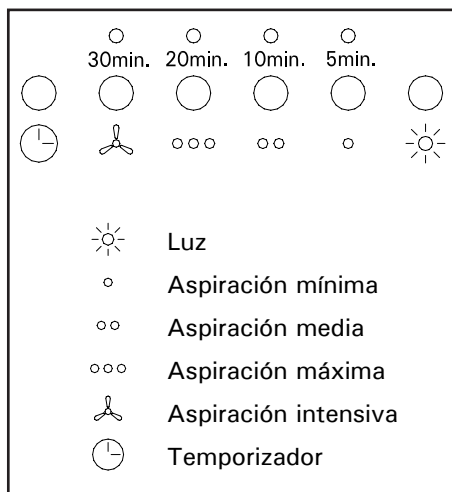 30min. 20min. 10min. 5min.
Luz
Aspiración mínima
Aspiración media
Aspiración máxima
Aspiración intensiva
Temporizador